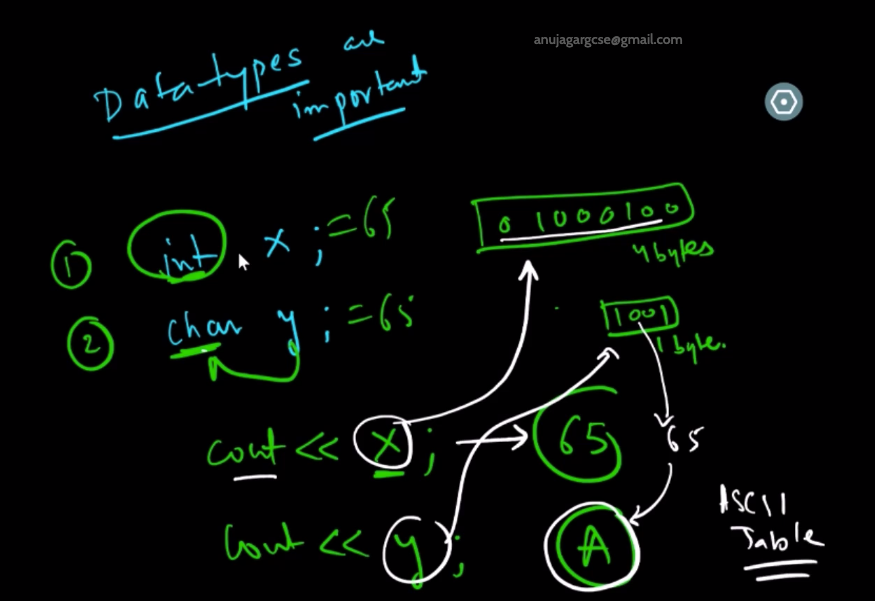 anujagargcse@gmail.com
Datatypes are
important
① int x ; = 65
0 1000100
4 bytes
② char y ; = 65
1001
1 byte.
cout << x ; 65
65
ASCII
Table
cout << y ; A